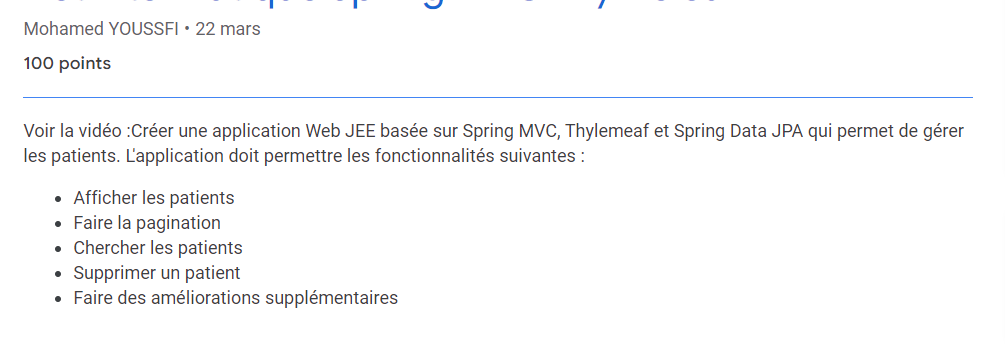 Mohamed YOUSSFI • 22 mars
100 points
Voir la vidéo :Créer une application Web JEE basée sur Spring MVC, Thylemeaf et Spring Data JPA qui permet de gérer
les patients. L'application doit permettre les fonctionnalités suivantes :
• Afficher les patients
• Faire la pagination
• Chercher les patients
• Supprimer un patient
• Faire des améliorations supplémentaires